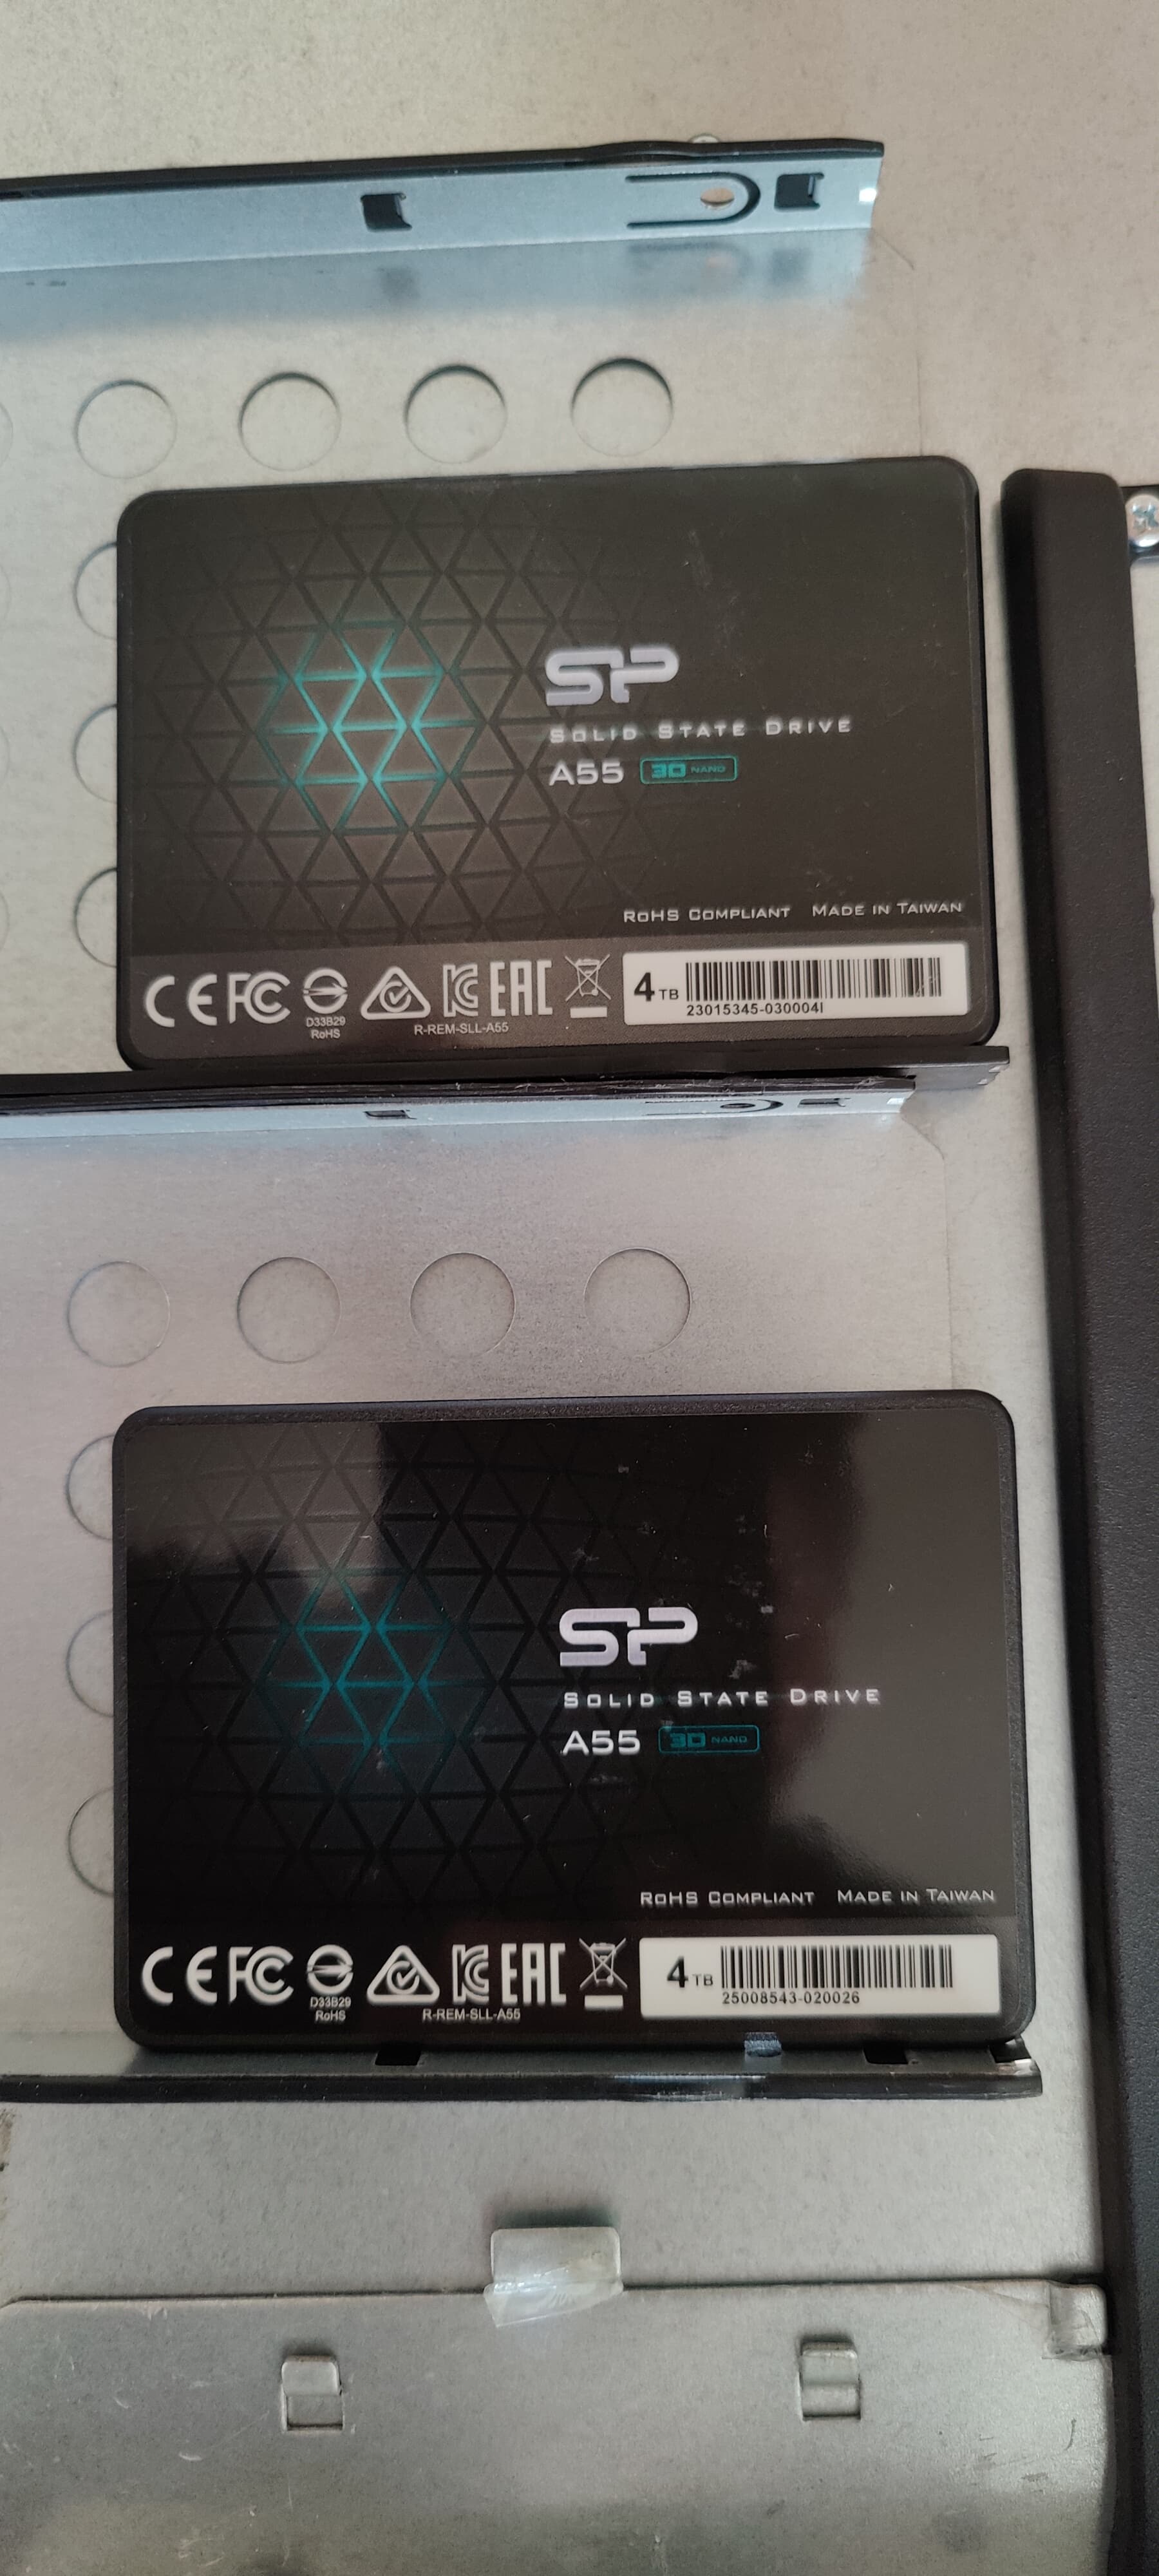 SP
SOLID STATE DRIVE
A55 3D NAND
RoHS COMPLIANT MADE IN TAIWAN
CE FC D33B29 RoHS R-REM-SLL-A55 EAC
4TB
23015345-030004I
SP
SOLID STATE DRIVE
A55 3D NAND
RoHS COMPLIANT MADE IN TAIWAN
CE FC D33B29 RoHS R-REM-SLL-A55 EAC
4TB
25008543-020026